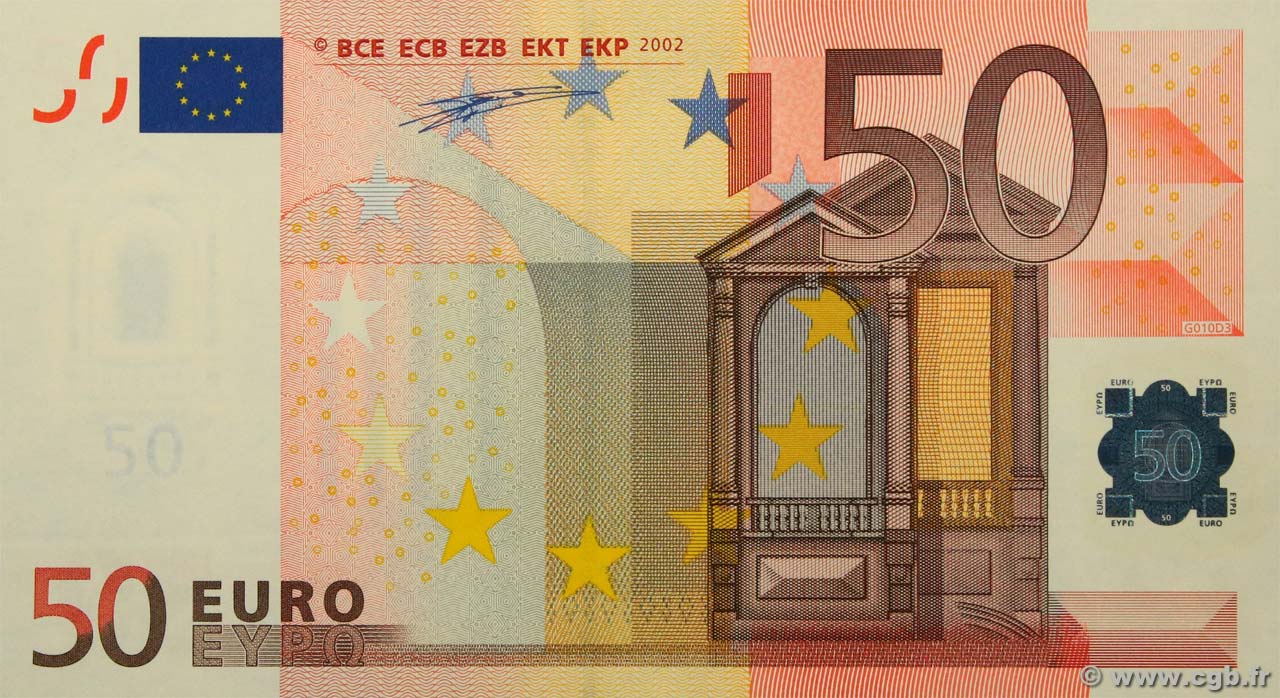 © BCE ECB EZB EKT EKP 2002
50
G010D3
EURO 50 EYPΩ
EYPΩ EURO
50
EURO EYPΩ
EYPΩ 50 EURO
50
50 EURO
EYPΩ
© www.cgb.fr